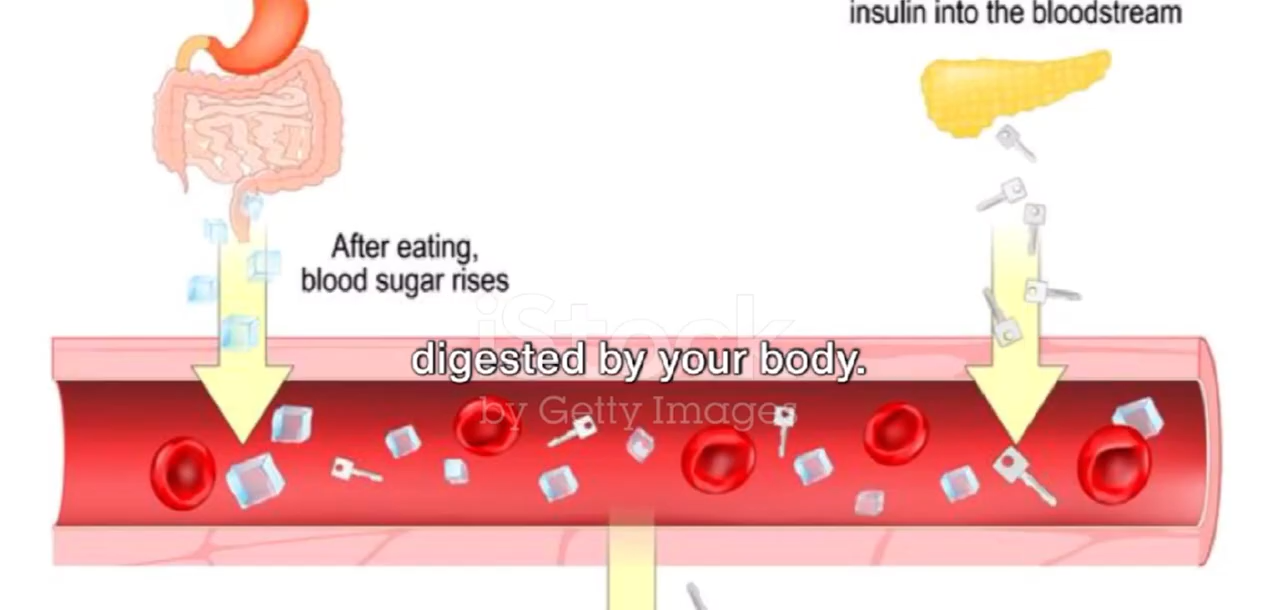 insulin into the bloodstream
After eating,
blood sugar rises
iStock
digested by your body.
by Getty Images